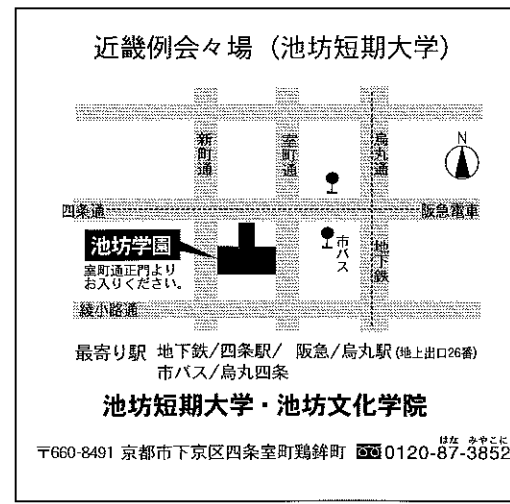 近畿例会々場（池坊短期大学）
新町通
室町通
烏丸通
N
四条通
阪急電車
池坊学園
市バス
地下鉄
室町通正門より
お入りください。
綾小路通
最寄り駅 地下鉄/四条駅/ 阪急/烏丸駅(地上出口26番)
市バス/烏丸四条
池坊短期大学・池坊文化学院
はな みやこに
〒660-8491 京都市下京区四条室町鶏鉾町 0120-87-3852